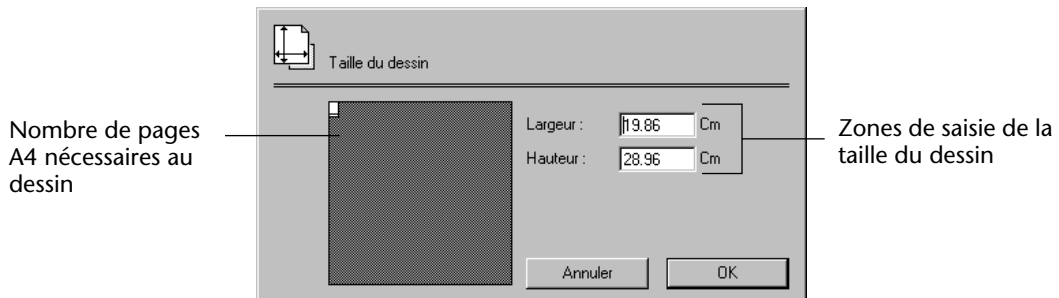 Taille du dessin
Nombre de pages
A4 nécessaires au
dessin
Largeur : 19.86 Cm
Hauteur : 28.96 Cm
Zones de saisie de la
taille du dessin
Annuler OK